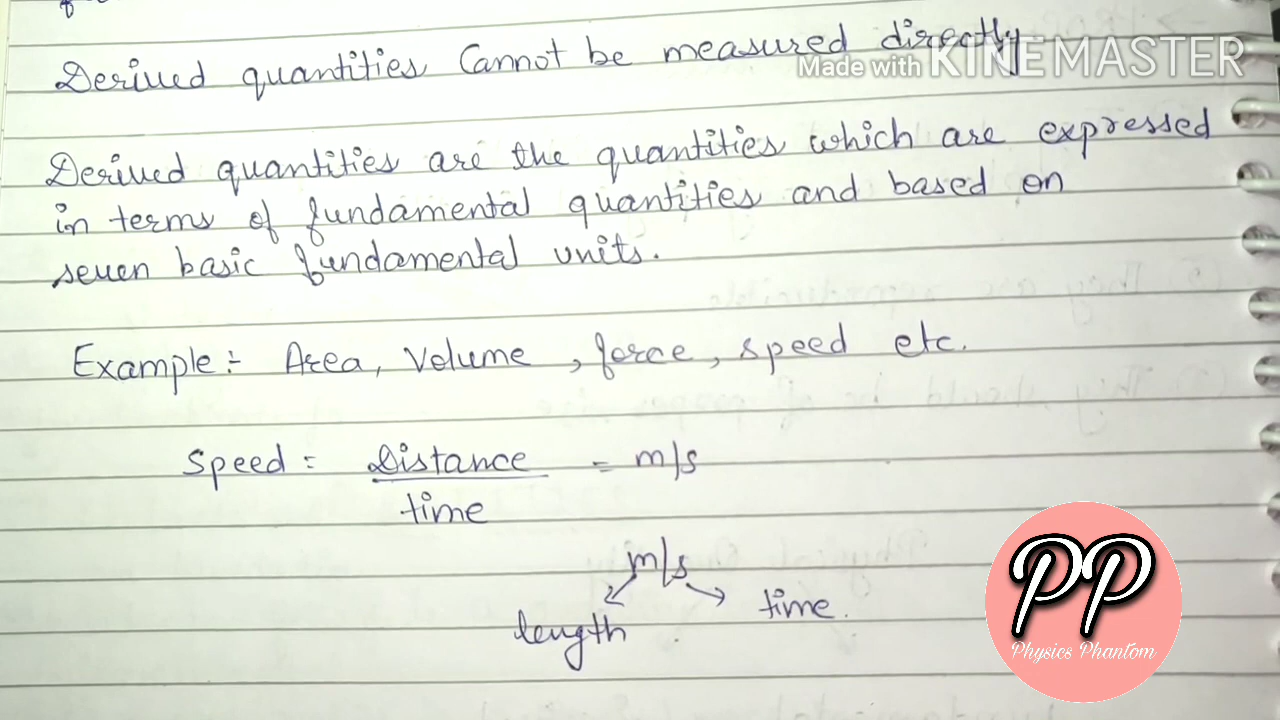 Derived quantities Cannot be measured directly
Made with KINEMASTER
Derived quantities are the quantities which are expressed
in terms of fundamental quantities and based on
seven basic fundamental units.
Example:- Area, Volume, force, speed etc.
Speed = Distance/time = m/s
m/s
length time.
PP
Physics Phantom